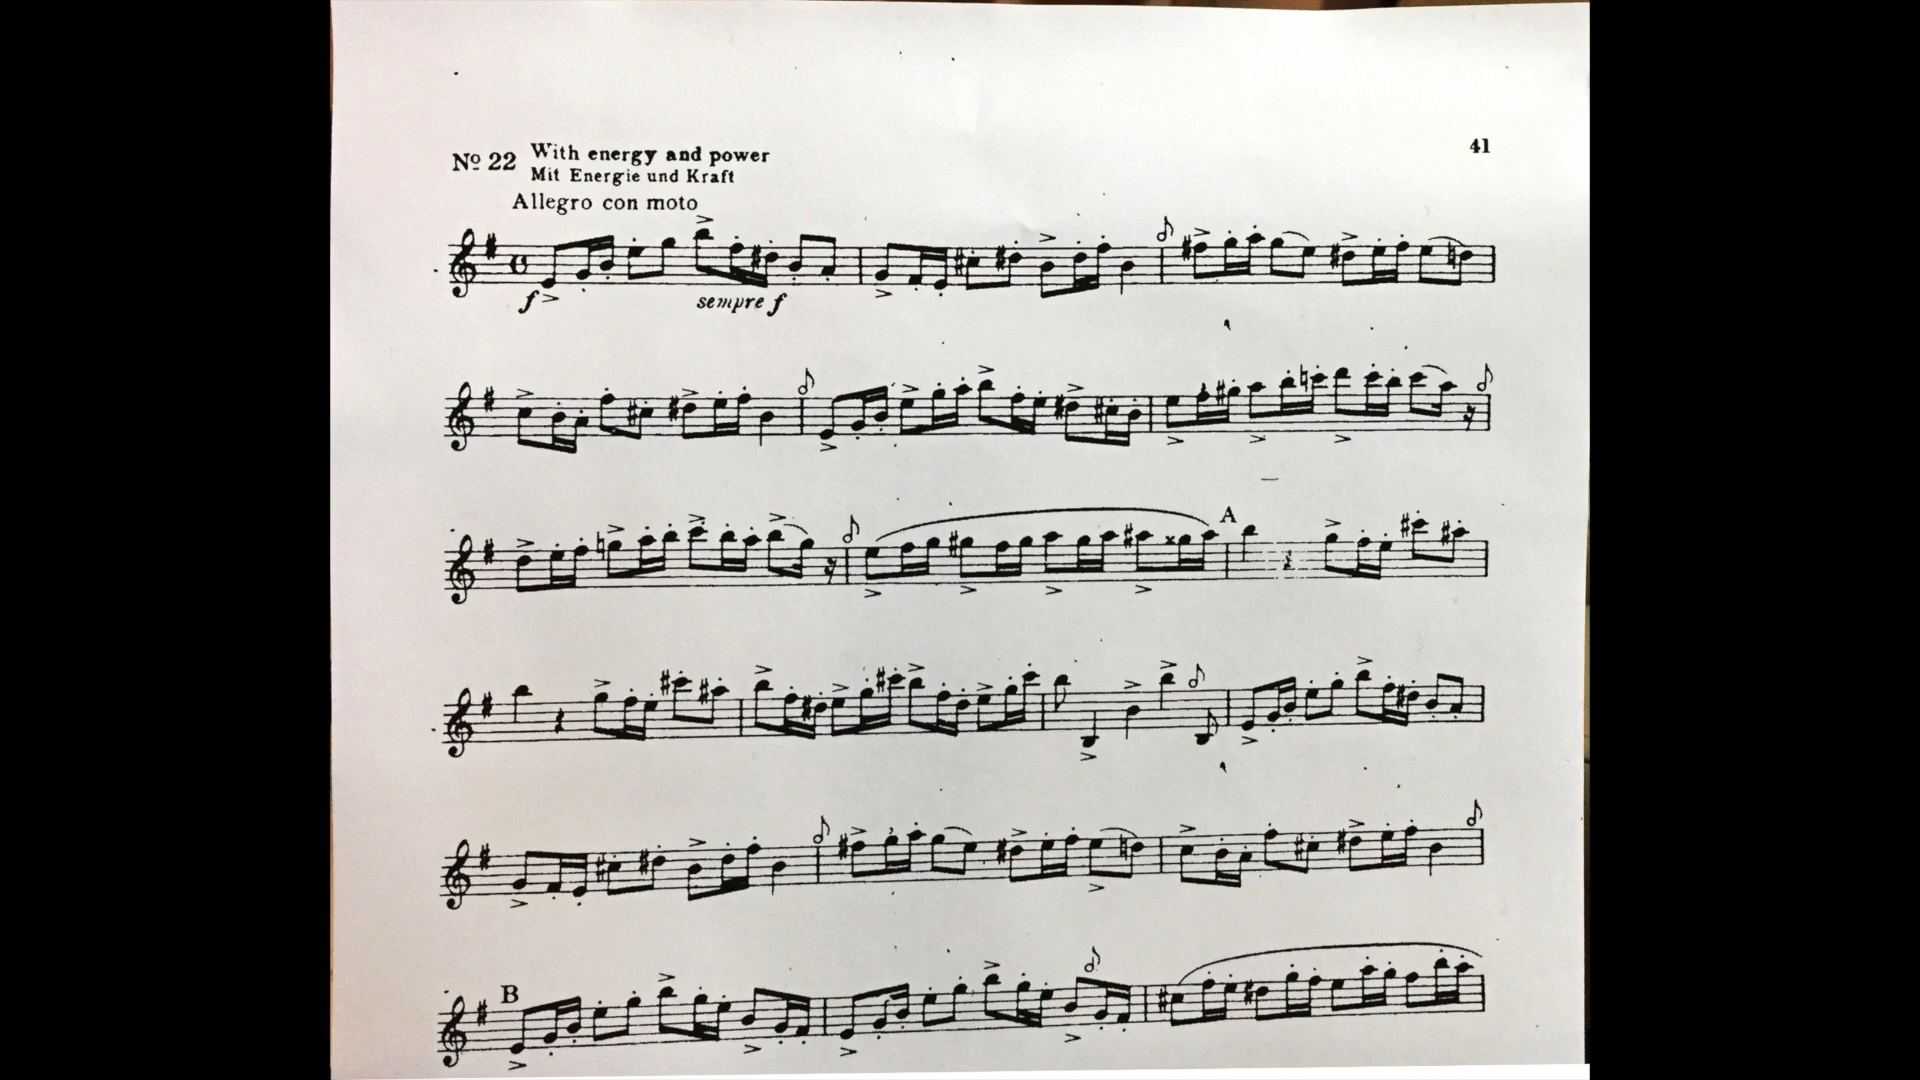 41
Nº 22 With energy and power
Mit Energie und Kraft
Allegro con moto
f sempre f
A
B